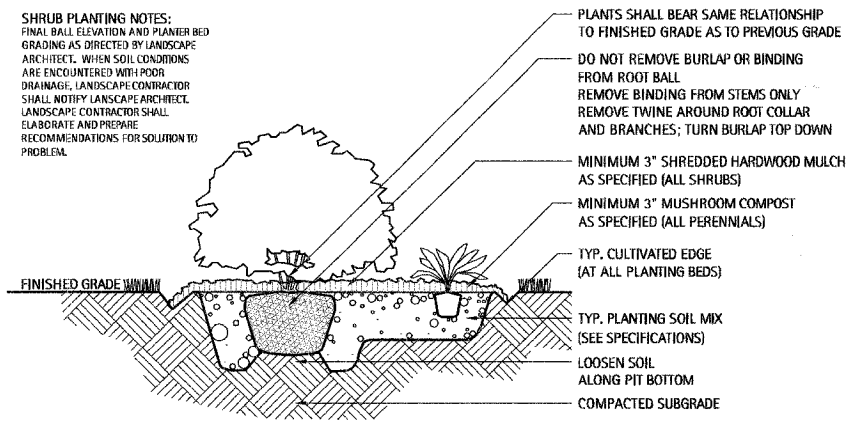 SHRUB PLANTING NOTES:
FINAL BALL ELEVATION AND PLANTER BED
GRADING AS DIRECTED BY LANDSCAPE
ARCHITECT. WHEN SOIL CONDITIONS
ARE ENCOUNTERED WITH POOR
DRAINAGE, LANDSCAPE CONTRACTOR
SHALL NOTIFY LANSCAPE ARCHITECT.
LANDSCAPE CONTRACTOR SHALL
ELABORATE AND PREPARE
RECOMMENDATIONS FOR SOLUTION TO
PROBLEM.
PLANTS SHALL BEAR SAME RELATIONSHIP
TO FINISHED GRADE AS TO PREVIOUS GRADE
DO NOT REMOVE BURLAP OR BINDING
FROM ROOT BALL
REMOVE BINDING FROM STEMS ONLY
REMOVE TWINE AROUND ROOT COLLAR
AND BRANCHES; TURN BURLAP TOP DOWN
MINIMUM 3" SHREDDED HARDWOOD MULCH
AS SPECIFIED (ALL SHRUBS)
MINIMUM 3" MUSHROOM COMPOST
AS SPECIFIED (ALL PERENNIALS)
TYP. CULTIVATED EDGE
(AT ALL PLANTING BEDS)
FINISHED GRADE
TYP. PLANTING SOIL MIX
(SEE SPECIFICATIONS)
LOOSEN SOIL
ALONG PIT BOTTOM
COMPACTED SUBGRADE